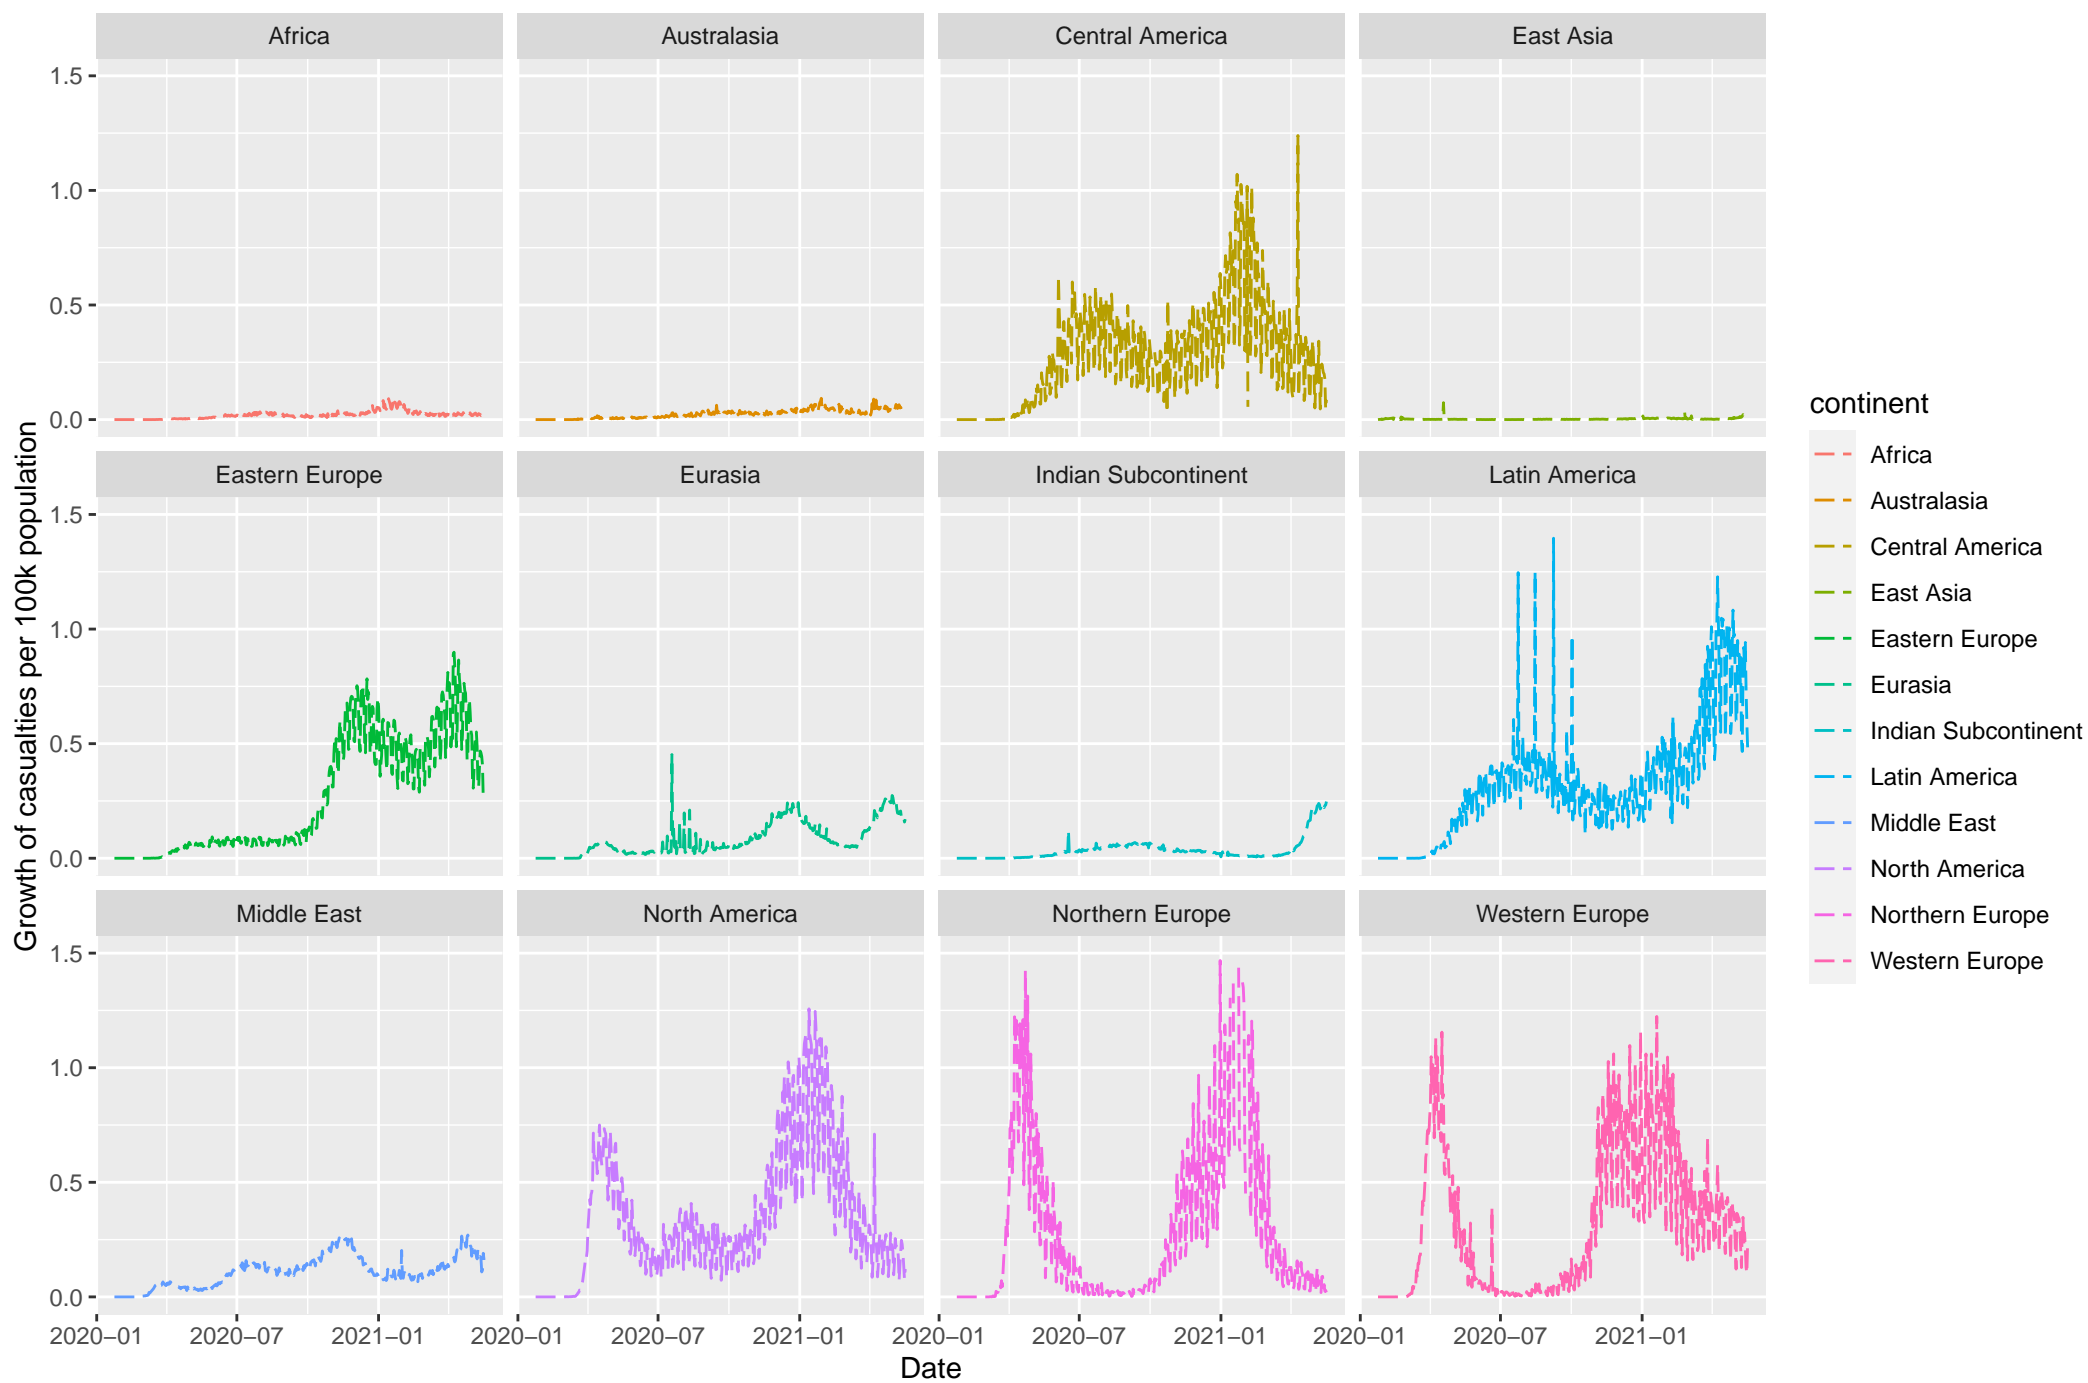 Africa
Australasia
Central America
East Asia
1.5
1.0
0.5
0.0
Eastern Europe
Eurasia
Indian Subcontinent
Latin America
1.5
1.0
0.5
0.0
Middle East
North America
Northern Europe
Western Europe
1.5
1.0
0.5
0.0
2020–01 2020–07 2021–01
2020–01 2020–07 2021–01
2020–01 2020–07 2021–01
2020–01 2020–07 2021–01
Date
Growth of casualties per 100k population
continent
Africa
Australasia
Central America
East Asia
Eastern Europe
Eurasia
Indian Subcontinent
Latin America
Middle East
North America
Northern Europe
Western Europe